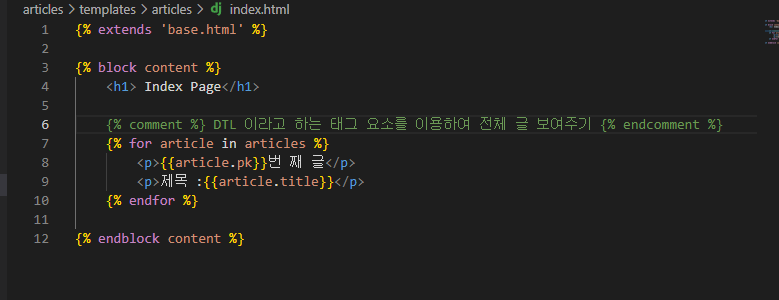 articles > templates > articles > dj index.html
1 {% extends 'base.html' %}
2
3 {% block content %}
4 <h1> Index Page</h1>
5
6 {% comment %} DTL 이라고 하는 태그 요소를 이용하여 전체 글 보여주기 {% endcomment %}
7 {% for article in articles %}
8 <p>{{article.pk}}번 째 글</p>
9 <p>제목 :{{article.title}}</p>
10 {% endfor %}
11
12 {% endblock content %}